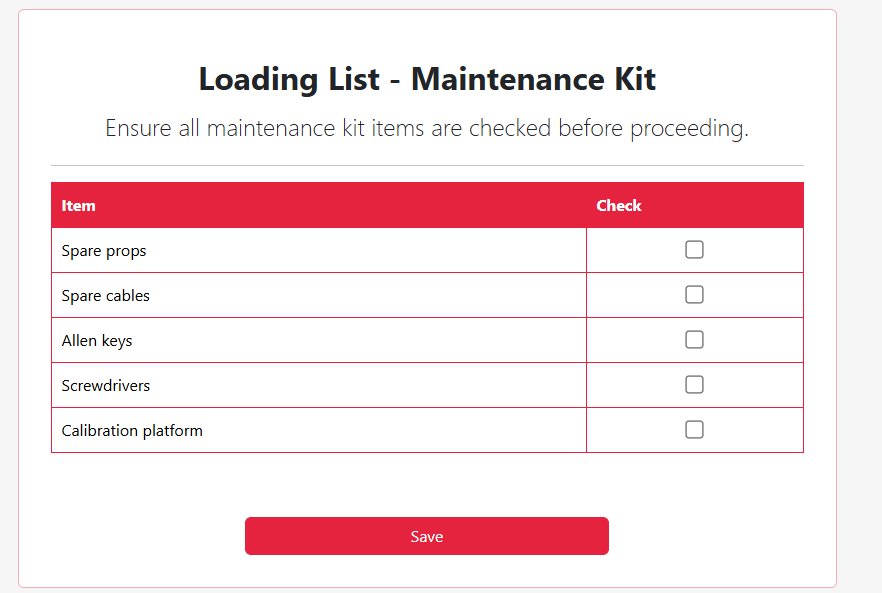 Loading List - Maintenance Kit
Ensure all maintenance kit items are checked before proceeding.
Item Check
Spare props
Spare cables
Allen keys
Screwdrivers
Calibration platform
Save